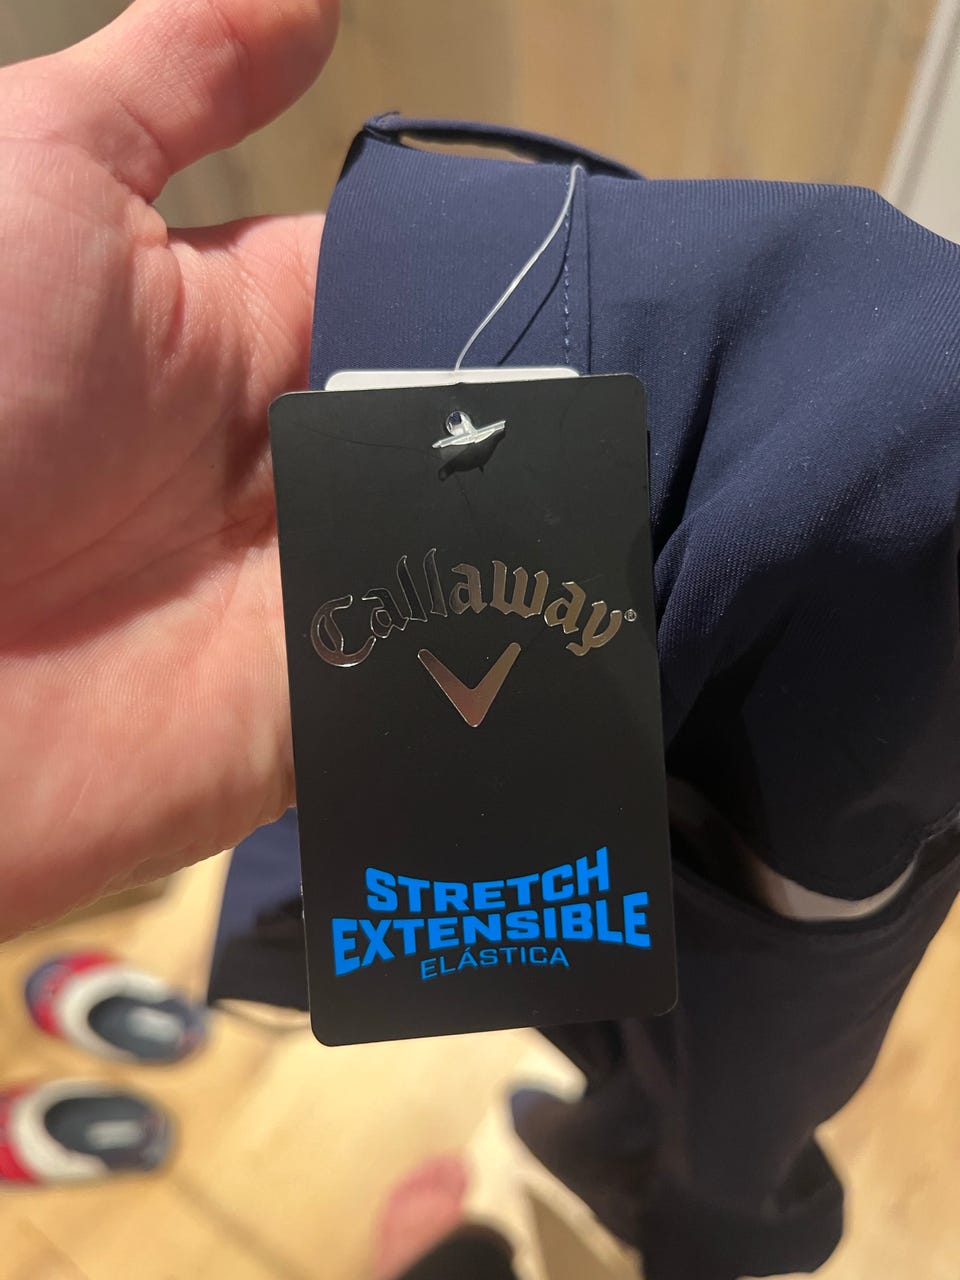 Callaway®
STRETCH
EXTENSIBLE
ELÁSTICA